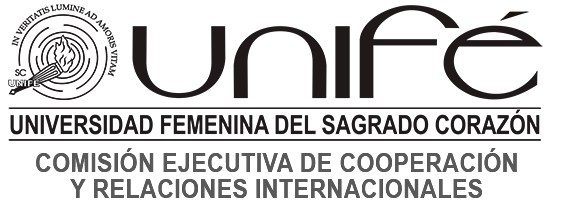 IN VERITATIS LUMINE AD AMORIS VITAM
SC
UNIFÉ
unifé
UNIVERSIDAD FEMENINA DEL SAGRADO CORAZÓN
COMISIÓN EJECUTIVA DE COOPERACIÓN
Y RELACIONES INTERNACIONALES